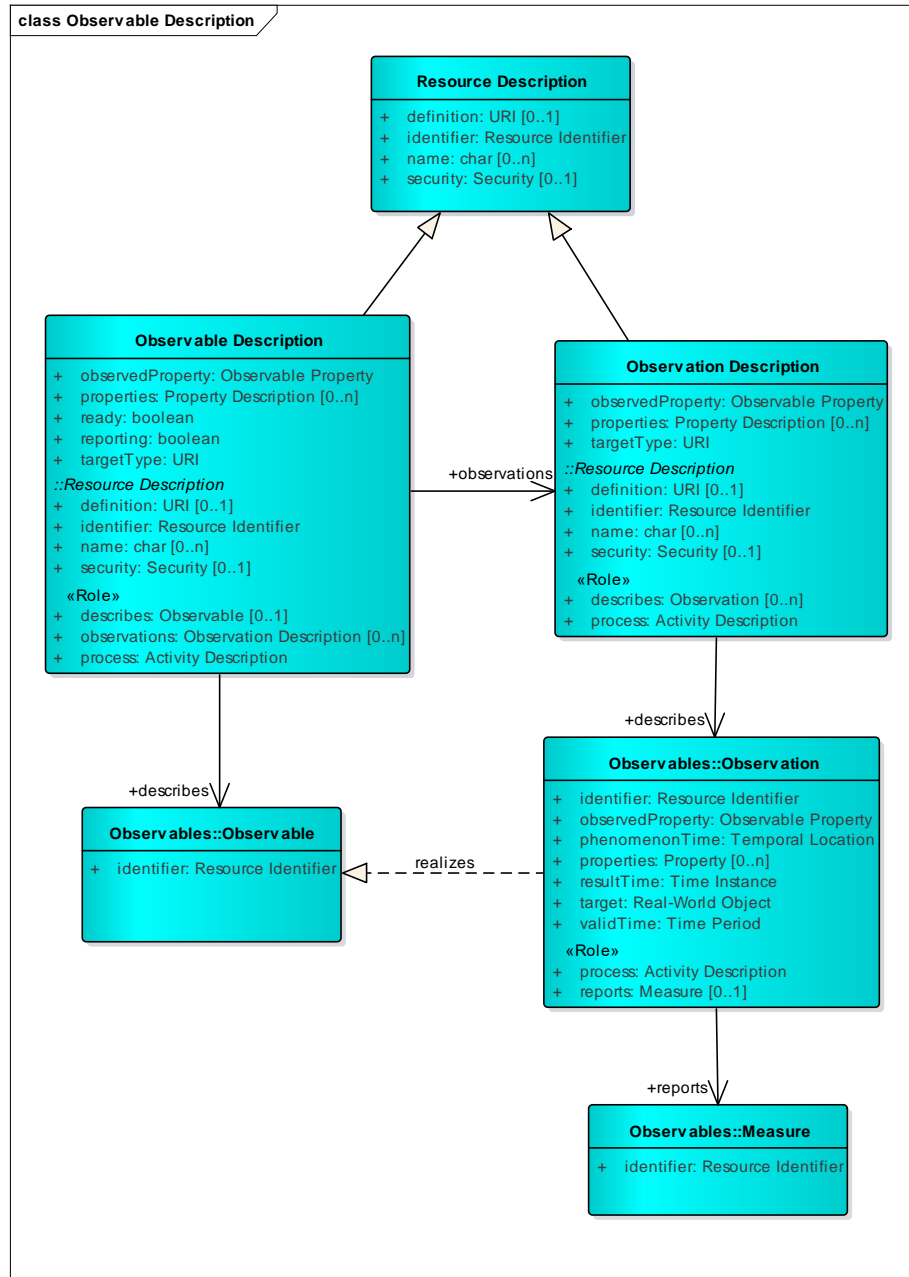 class Observable Description
Resource Description
+ definition: URI [0..1]
+ identifier: Resource Identifier
+ name: char [0..n]
+ security: Security [0..1]
Observable Description
+ observedProperty: Observable Property
+ properties: Property Description [0..n]
+ ready: boolean
+ reporting: boolean
+ targetType: URI
::Resource Description
+ definition: URI [0..1]
+ identifier: Resource Identifier
+ name: char [0..n]
+ security: Security [0..1]
«Role»
+ describes: Observable [0..1]
+ observations: Observation Description [0..n]
+ process: Activity Description
+observations
Observation Description
+ observedProperty: Observable Property
+ properties: Property Description [0..n]
+ targetType: URI
::Resource Description
+ definition: URI [0..1]
+ identifier: Resource Identifier
+ name: char [0..n]
+ security: Security [0..1]
«Role»
+ describes: Observation [0..n]
+ process: Activity Description
+describes
+describes
Observables::Observable
+ identifier: Resource Identifier
realizes
Observables::Observation
+ identifier: Resource Identifier
+ observedProperty: Observable Property
+ phenomenonTime: Temporal Location
+ properties: Property [0..n]
+ resultTime: Time Instance
+ target: Real-World Object
+ validTime: Time Period
«Role»
+ process: Activity Description
+ reports: Measure [0..1]
+reports
Observables::Measure
+ identifier: Resource Identifier